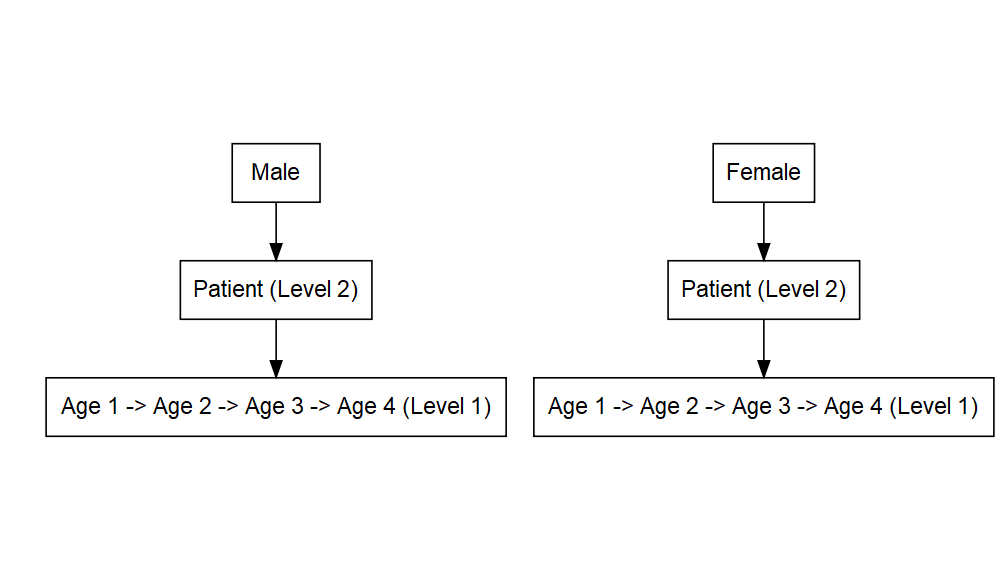 Male
Female
Patient (Level 2)
Patient (Level 2)
Age 1 -> Age 2 -> Age 3 -> Age 4 (Level 1)
Age 1 -> Age 2 -> Age 3 -> Age 4 (Level 1)